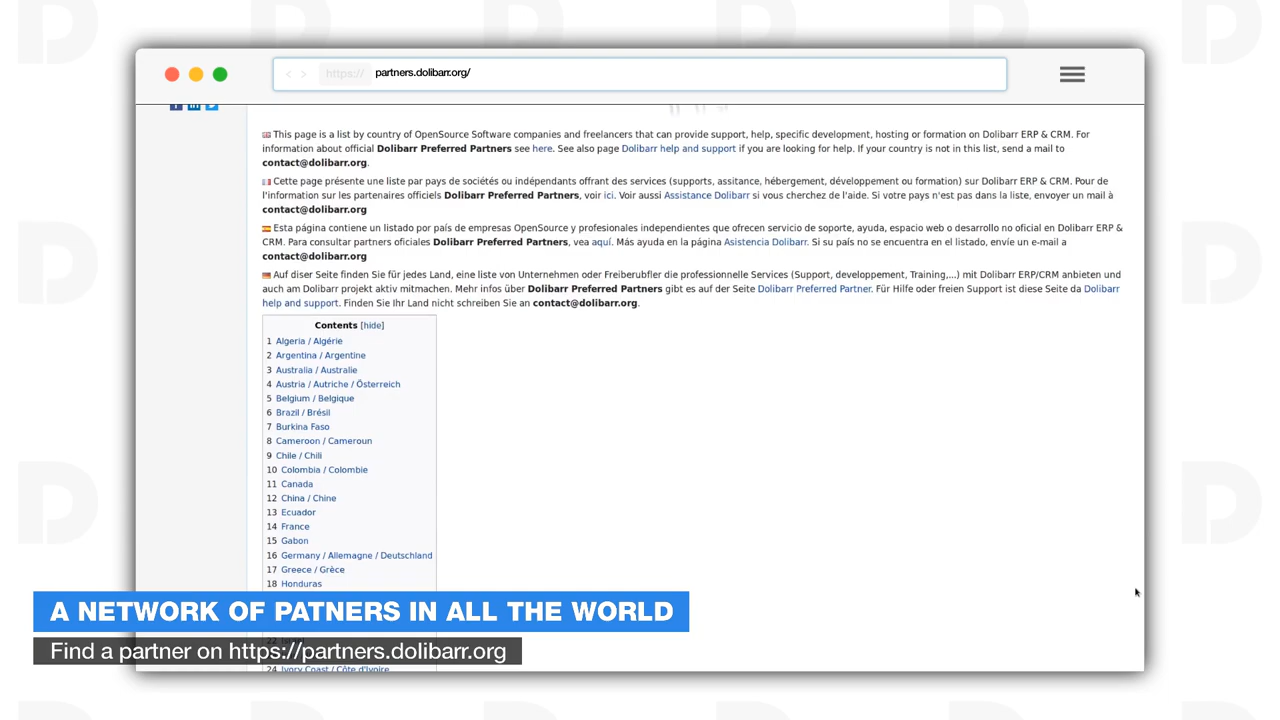 https:// partners.dolibarr.org/
This page is a list by country of OpenSource Software companies and freelancers that can provide support, help, specific development, hosting or formation on Dolibarr ERP & CRM. For
information about official Dolibarr Preferred Partners see here. See also page Dolibarr help and support if you are looking for help. If your country is not in this list, send a mail to
contact@dolibarr.org.
Cette page présente une liste par pays de sociétés ou indépendants offrant des services (supports, assitance, hébergement, développement ou formation) sur Dolibarr ERP & CRM. Pour de
l'information sur les partenaires officiels Dolibarr Preferred Partners, voir ici. Voir aussi Assistance Dolibarr si vous cherchez de l'aide. Si votre pays n'est pas dans la liste, envoyer un mail à
contact@dolibarr.org
Esta página contiene un listado por país de empresas OpenSource y profesionales independientes que ofrecen servicio de soporte, ayuda, espacio web o desarrollo no oficial en Dolibarr ERP &
CRM. Para consultar partners oficiales Dolibarr Preferred Partners, vea aquí. Más ayuda en la página Asistencia Dolibarr. Si su país no se encuentra en el listado, envíe un e-mail a
contact@dolibarr.org
Auf diser Seite finden Sie für jedes Land, eine liste von Unternehmen oder Freiberubfler die professionnelle Services (Support, developpement, Training,...) mit Dolibarr ERP/CRM anbieten und
auch am Dolibarr projekt aktiv mitmachen. Mehr infos über Dolibarr Preferred Partners gibt es auf der Seite Dolibarr Preferred Partner. Für Hilfe oder freien Support ist diese Seite da Dolibarr
help and support. Finden Sie Ihr Land nicht schreiben Sie an contact@dolibarr.org.
Contents [hide]
1 Algeria / Algérie
2 Argentina / Argentine
3 Australia / Australie
4 Austria / Autriche / Österreich
5 Belgium / Belgique
6 Brazil / Brésil
7 Burkina Faso
8 Cameroon / Cameroun
9 Chile / Chili
10 Colombia / Colombie
11 Canada
12 China / Chine
13 Ecuador
14 France
15 Gabon
16 Germany / Allemagne / Deutschland
17 Greece / Grèce
18 Honduras
A NETWORK OF PATNERS IN ALL THE WORLD
Find a partner on https://partners.dolibarr.org
24 Ivory Coast / Côte d'Ivoire